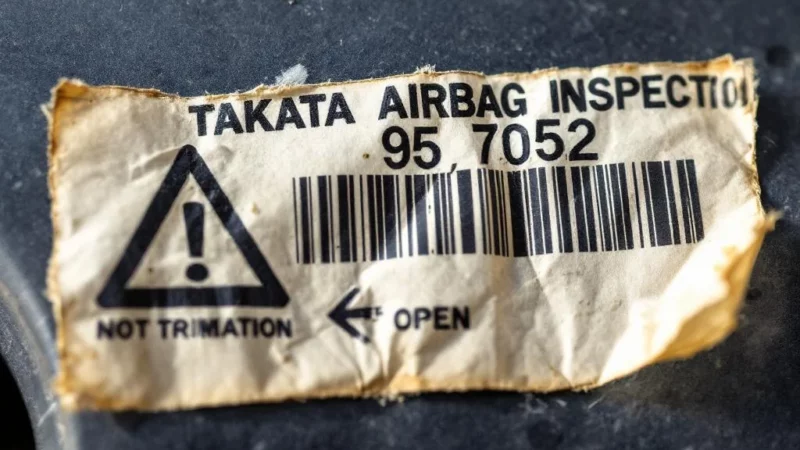 TAKATA AIRBAG INSPECTIO
95,7052
!
NOT TRIMATION
OPEN